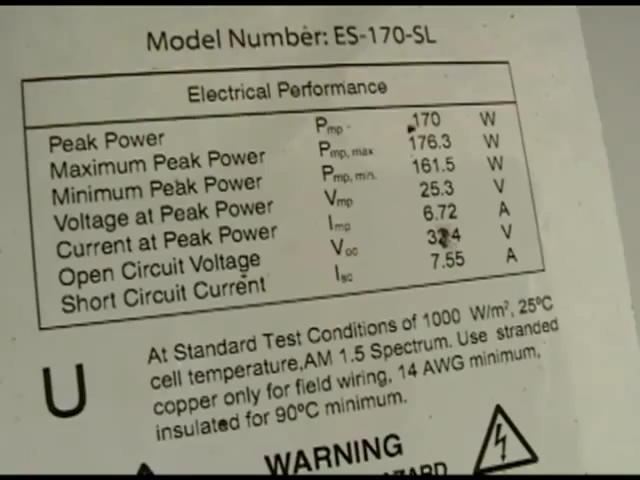 Model Number: ES-170-SL
Electrical Performance
Peak Power Pmp 170 W
Maximum Peak Power Pmp, max 176.3 W
Minimum Peak Power Pmp, min. 161.5 W
Voltage at Peak Power Vmp 25.3 V
Current at Peak Power Imp 6.72 A
Open Circuit Voltage Voc V
Short Circuit Current Isc 7.55 A
At Standard Test Conditions of 1000 W/m², 25°C
cell temperature,AM 1.5 Spectrum. Use stranded
copper only for field wiring, 14 AWG minimum,
insulated for 90°C minimum.
U
WARNING